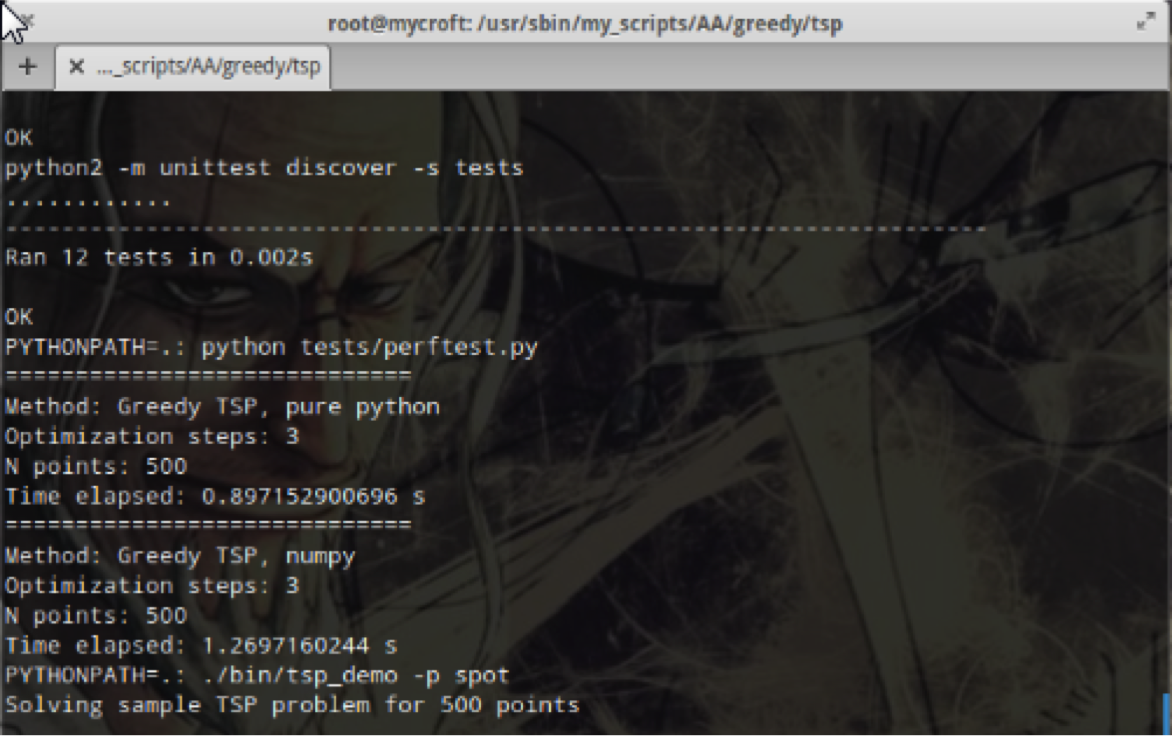 root@mycroft: /usr/sbin/my_scripts/AA/greedy/tsp
..._scripts/AA/greedy/tsp
OK
python2 -m unittest discover -s tests
............
----------------------------------------------------------------------
Ran 12 tests in 0.002s
OK
PYTHONPATH=.: python tests/perftest.py
=============================
Method: Greedy TSP, pure python
Optimization steps: 3
N points: 500
Time elapsed: 0.897152900696 s
=============================
Method: Greedy TSP, numpy
Optimization steps: 3
N points: 500
Time elapsed: 1.2697160244 s
PYTHONPATH=.: ./bin/tsp_demo -p spot
Solving sample TSP problem for 500 points